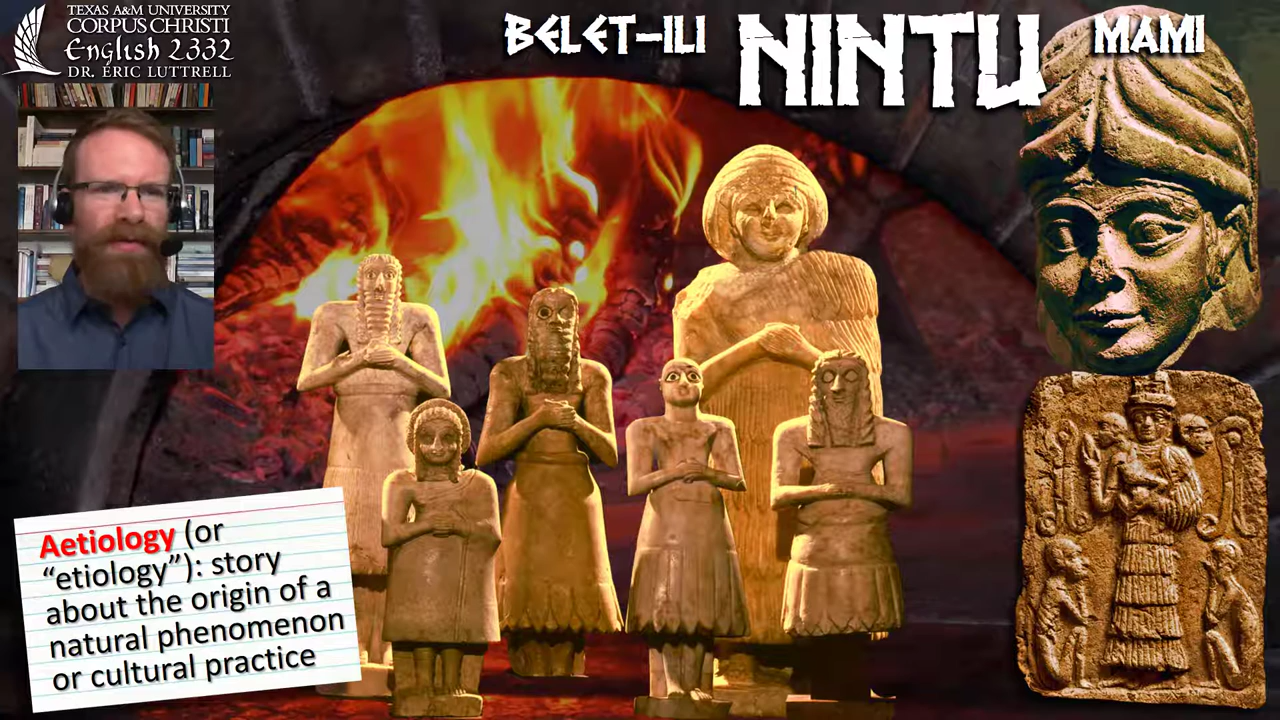 TEXAS A&M UNIVERSITY
CORPUS CHRISTI
English 2332
DR. ERIC LUTTRELL
BELET-ILI
NINTU
MAMI
Aetiology (or
“etiology”): story
about the origin of a
natural phenomenon
or cultural practice